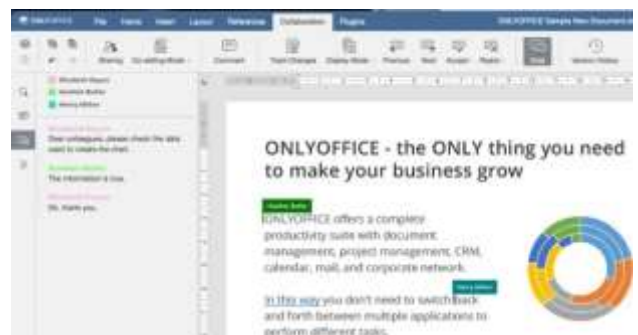 ONLYOFFICE
File Home Insert Layout References Collaboration Plugins
ONLYOFFICE Sample New Document
Sharing Co-editing Mode Comment Track Changes Display Mode Previous Next Accept Reject Chat Version History
Dear colleagues, please check the data
used to create the chart.
The information is true.
Ok, thank you.
ONLYOFFICE - the ONLY thing you need
to make your business grow
ONLYOFFICE offers a complete
productivity suite with document
management, project management, CRM,
calendar, mail, and corporate network.
In this way you don't need to switch back
and forth between multiple applications to
perform different tasks.